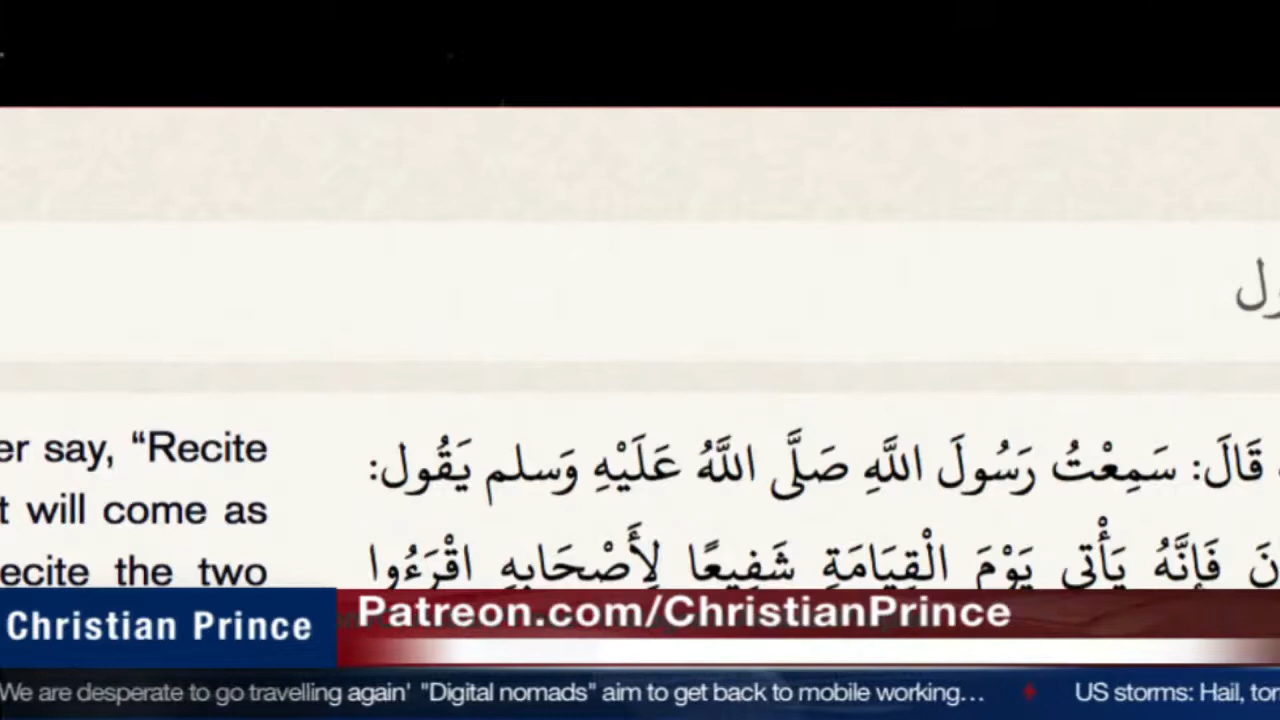 er say, “Recite
t will come as
ecite the two
قَالَ: سَمِعْتُ رَسُولَ اللَّهِ صَلَّى اللَّهُ عَلَيْهِ وَسلم يَقُول:
فَإِنَّهُ يَأْتِي يَوْمَ الْقِيَامَةِ شَفِيعًا لِأَصْحَابِهِ اقْرَءُوا
Christian Prince
Patreon.com/ChristianPrince
We are desperate to go travelling again' "Digital nomads" aim to get back to mobile working... US storms: Hail, tor